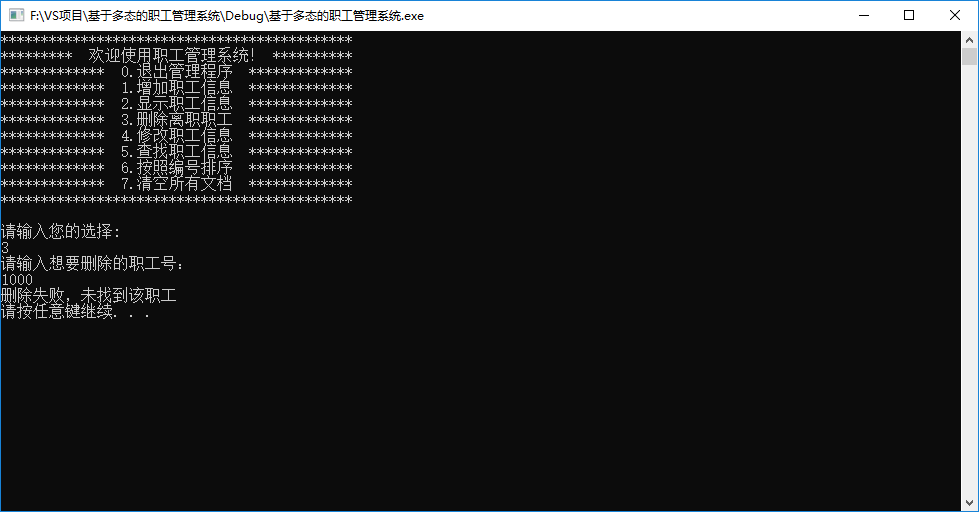 F:\VS项目\基于多态的职工管理系统\Debug\基于多态的职工管理系统.exe
********************************************
*********  欢迎使用职工管理系统!  **********
*************  0.退出管理程序  *************
*************  1.增加职工信息  *************
*************  2.显示职工信息  *************
*************  3.删除离职职工  *************
*************  4.修改职工信息  *************
*************  5.查找职工信息  *************
*************  6.按照编号排序  *************
*************  7.清空所有文档  *************
********************************************
请输入您的选择:
3
请输入想要删除的职工号:
1000
删除失败，未找到该职工
请按任意键继续. . .